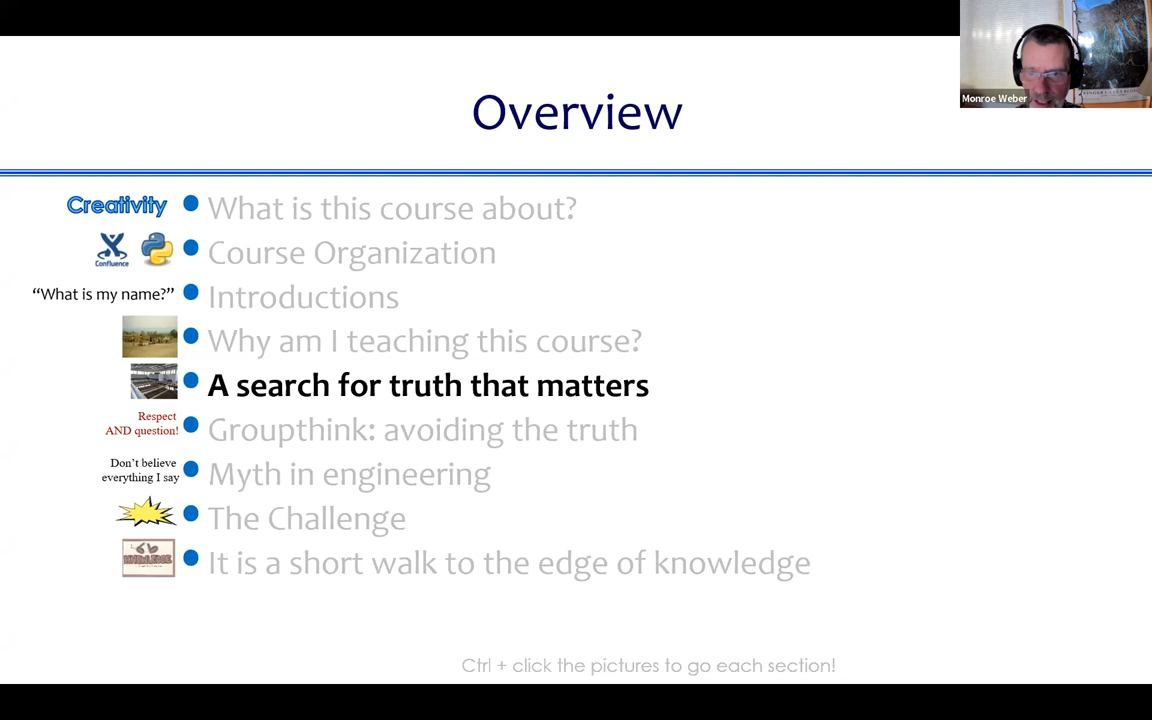 Monroe Weber
Overview
Creativity
What is this course about?
Confluence
Course Organization
“What is my name?”
Introductions
Why am I teaching this course?
A search for truth that matters
Respect
AND question!
Groupthink: avoiding the truth
Don’t believe
everything I say
Myth in engineering
The Challenge
KNOWLEDGE
It is a short walk to the edge of knowledge
Ctrl + click the pictures to go each section!